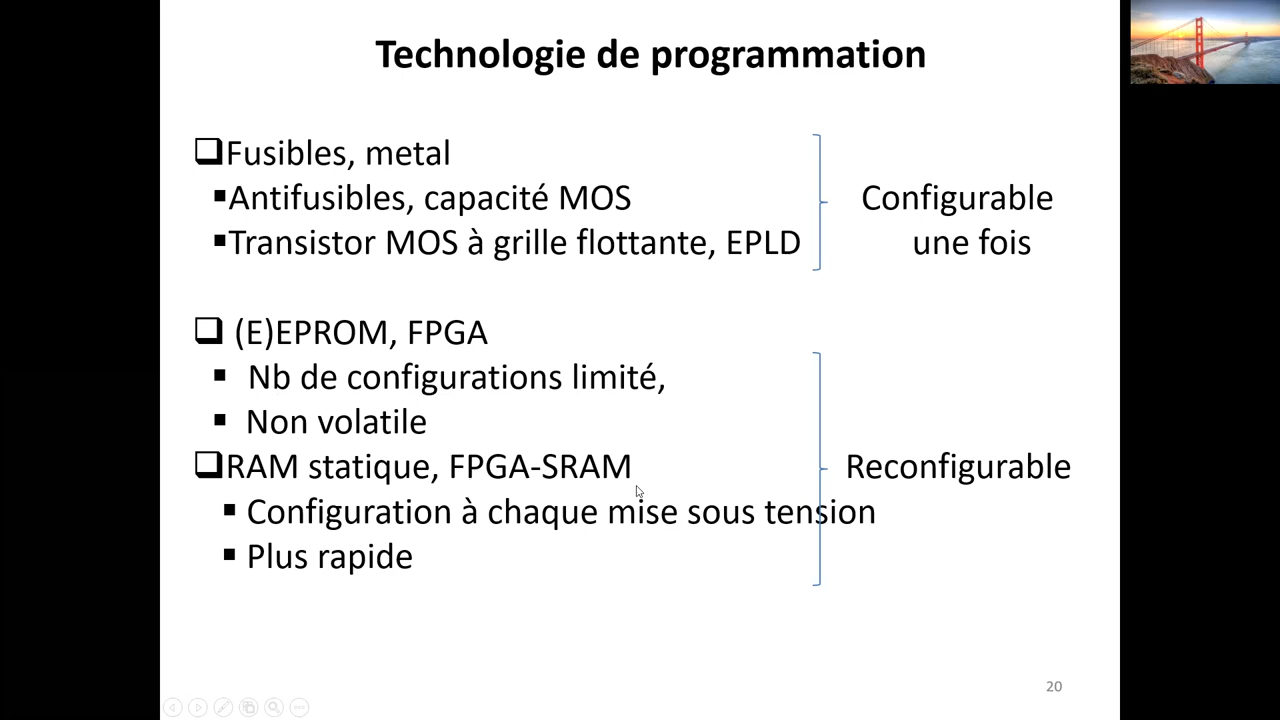 Technologie de programmation
Fusibles, metal
Antifusibles, capacité MOS
Transistor MOS à grille flottante, EPLD
Configurable
une fois
(E)EPROM, FPGA
Nb de configurations limité,
Non volatile
RAM statique, FPGA-SRAM
Configuration à chaque mise sous tension
Plus rapide
Reconfigurable
20